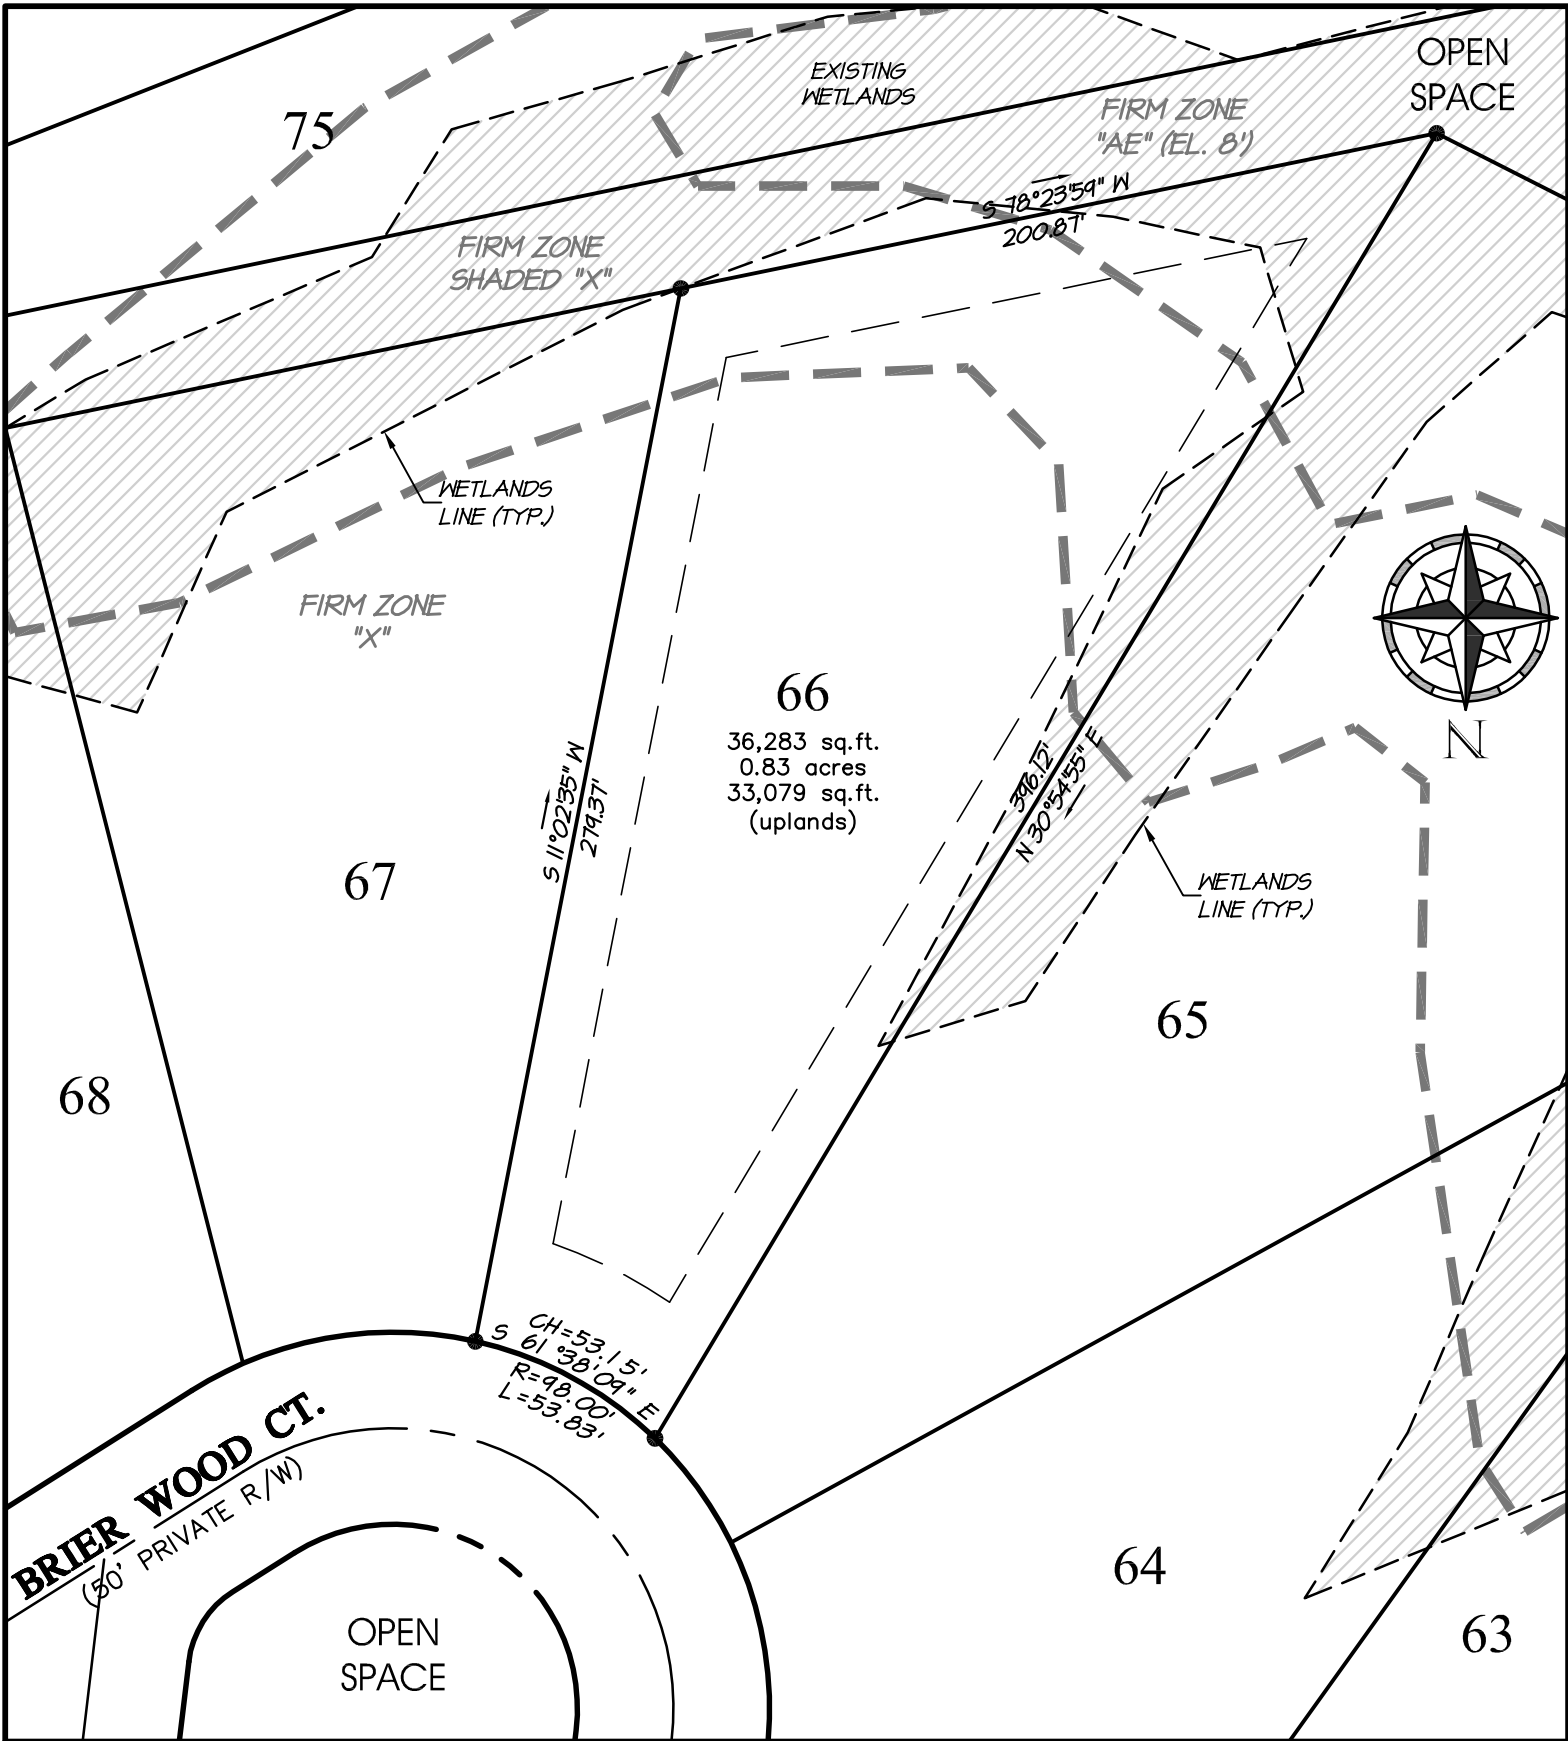 OPEN
SPACE
EXISTING
WETLANDS
FIRM ZONE
"AE" (EL. 8')
75
S 78°23'59" W
200.87'
FIRM ZONE
SHADED "X"
WETLANDS
LINE (TYP.)
FIRM ZONE
"X"
N
66
36,283 sq.ft.
0.83 acres
33,079 sq.ft.
(uplands)
S 11°02'35" W
279.37'
396.12'
N 30°54'55" E
67
WETLANDS
LINE (TYP.)
65
68
CH=53.15'
S 61°38'09" E
R=98.00'
L=53.83'
BRIER WOOD CT.
(50' PRIVATE R/W)
64
63
OPEN
SPACE